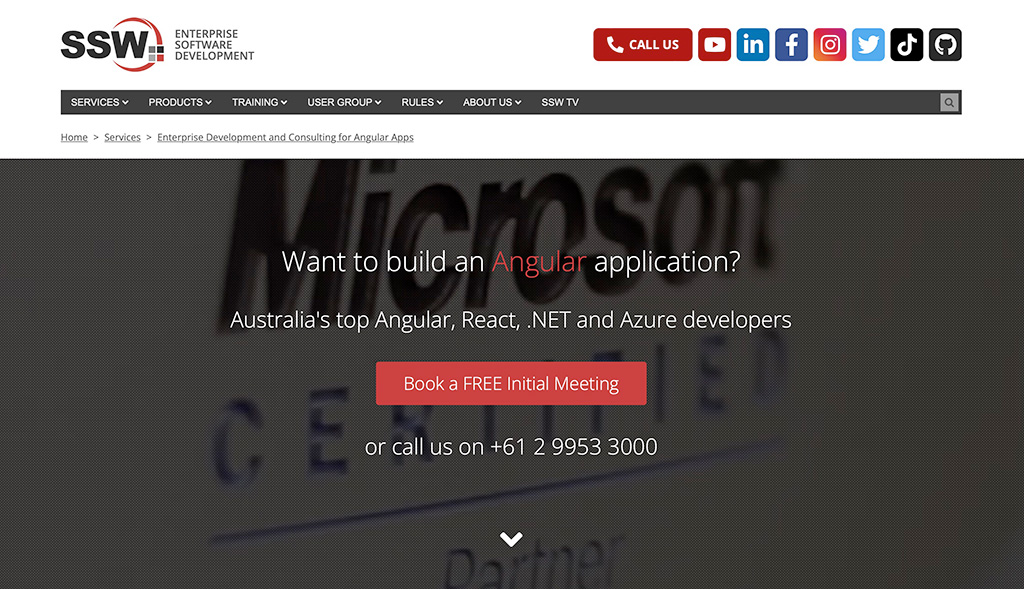 SSW
ENTERPRISE
SOFTWARE
DEVELOPMENT
CALL US
SERVICES PRODUCTS TRAINING USER GROUP RULES ABOUT US SSW TV
Home > Services > Enterprise Development and Consulting for Angular Apps
Microsoft
Want to build an Angular application?
Australia's top Angular, React, .NET and Azure developers
CERTIFIED
Book a FREE Initial Meeting
or call us on +61 2 9953 3000
Partner